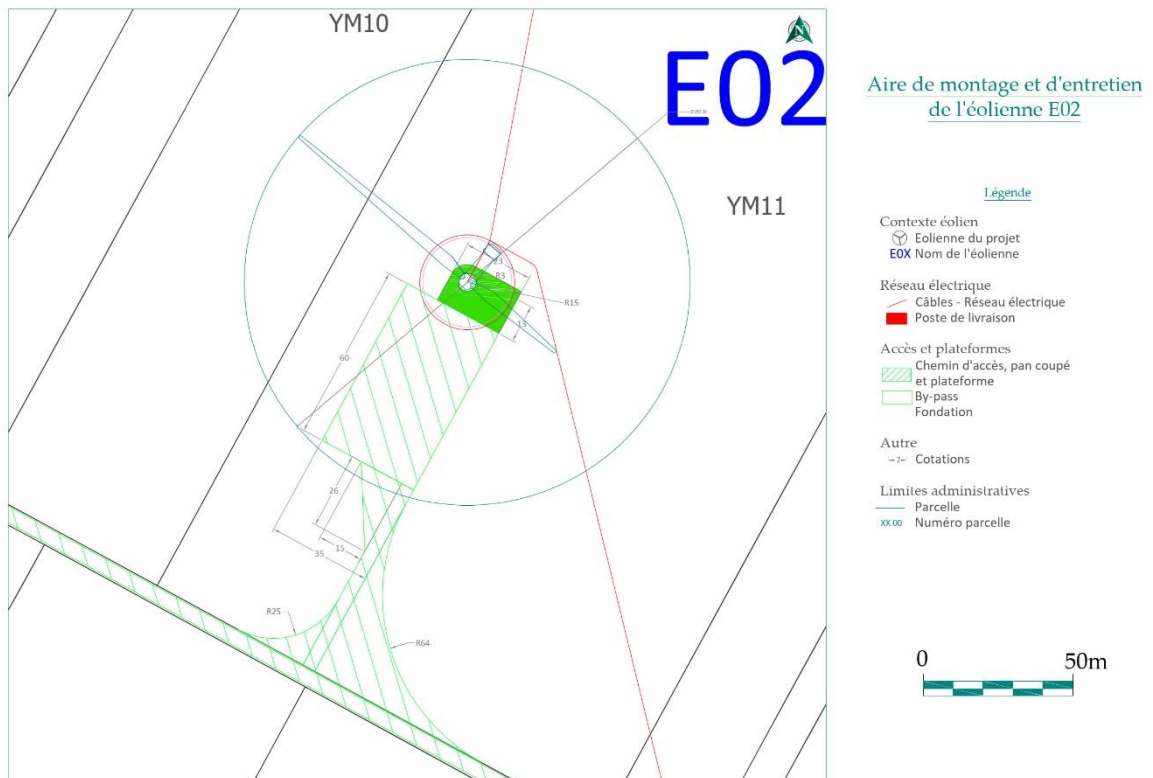 YM10
N
E02
YM11
23
R3
R15
13
60
26
15
35
R25
R64
Aire de montage et d'entretien
de l'éolienne E02
Légende
Contexte éolien
Eolienne du projet
E0X Nom de l'éolienne
Réseau électrique
Câbles - Réseau électrique
Poste de livraison
Accès et plateformes
Chemin d'accès, pan coupé
et plateforme
By-pass
Fondation
Autre
7 Cotations
Limites administratives
Parcelle
XX 00 Numéro parcelle
0 50m